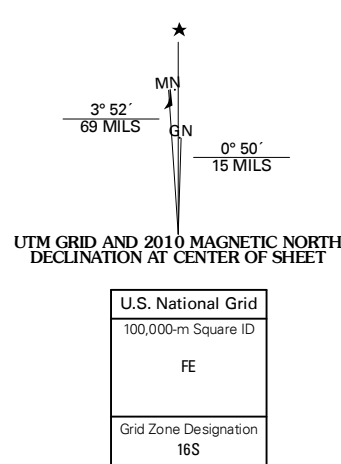 ★
MN
3° 52´
69 MILS
GN
0° 50´
15 MILS
UTM GRID AND 2010 MAGNETIC NORTH
DECLINATION AT CENTER OF SHEET
U.S. National Grid
100,000-m Square ID
FE
Grid Zone Designation
16S